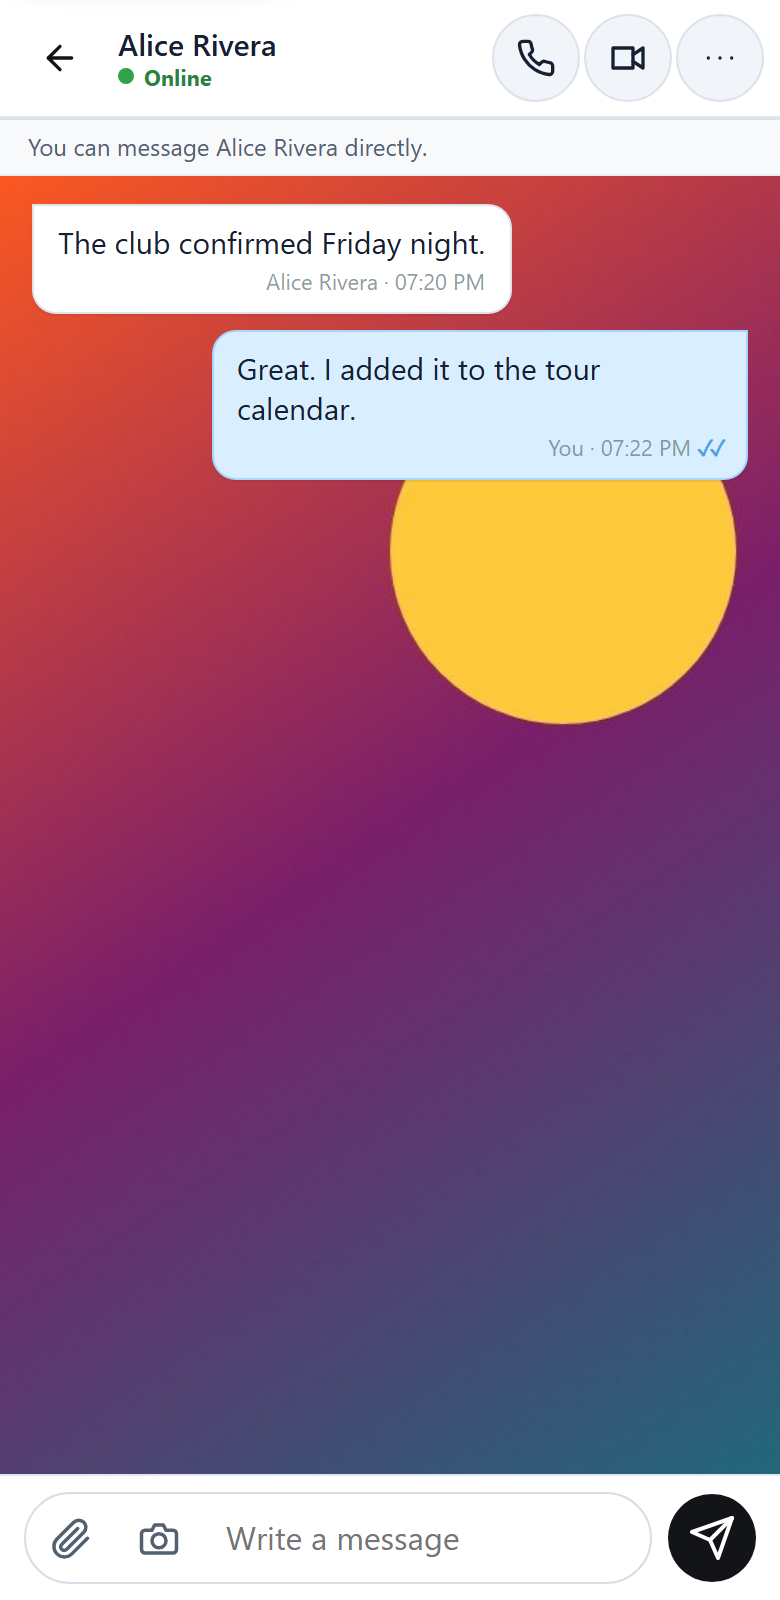 Alice Rivera
Online
You can message Alice Rivera directly.
The club confirmed Friday night.
Alice Rivera · 07:20 PM
Great. I added it to the tour
calendar.
You · 07:22 PM
Write a message